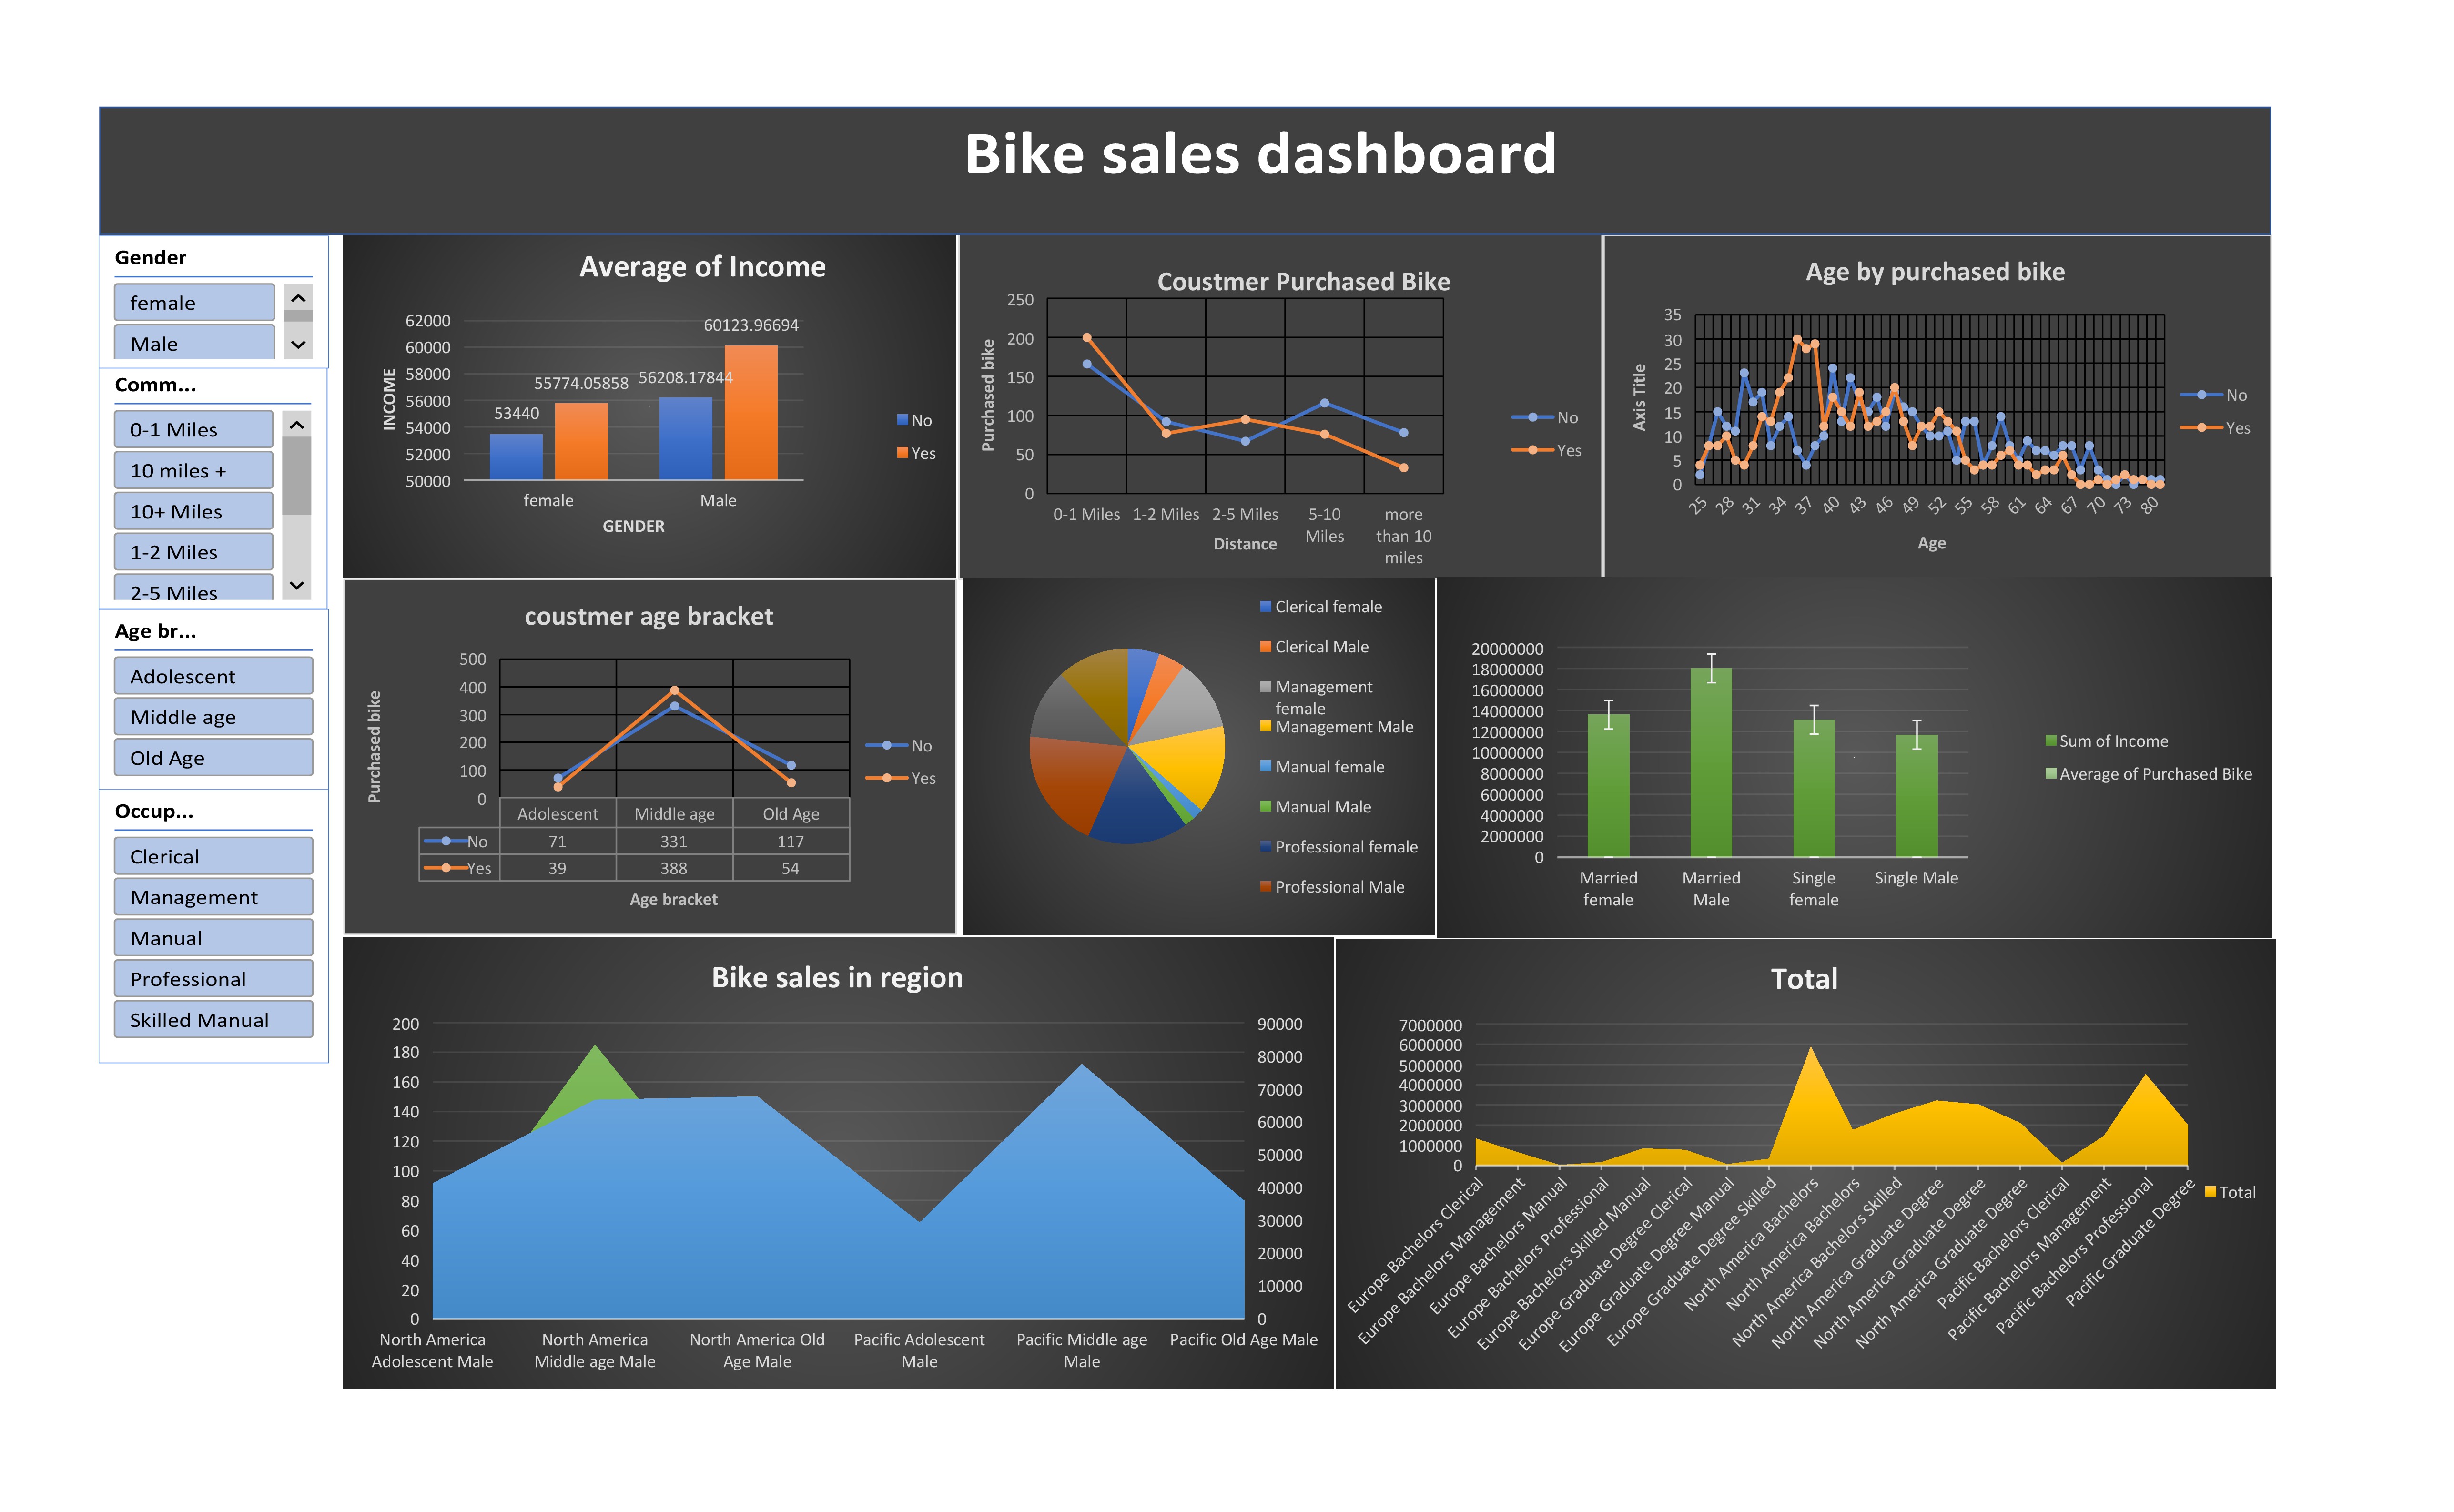 Bike sales dashboard
Gender
female
Male
Comm...
0-1 Miles
10 miles +
10+ Miles
1-2 Miles
2-5 Miles
Age br...
Adolescent
Middle age
Old Age
Occup...
Clerical
Management
Manual
Professional
Skilled Manual
Average of Income
62000
60000
58000
56000
54000
52000
50000
INCOME
53440
55774.05858
56208.17844
60123.96694
female
Male
GENDER
No
Yes
Coustmer Purchased Bike
250
200
150
100
50
0
Purchased bike
0-1 Miles
1-2 Miles
2-5 Miles
5-10
Miles
more
than 10
miles
Distance
No
Yes
Age by purchased bike
35
30
25
20
15
10
5
0
Axis Title
25
28
31
34
37
40
43
46
49
52
55
58
61
64
67
70
73
80
Age
No
Yes
coustmer age bracket
500
400
300
200
100
0
Purchased bike
Adolescent Middle age Old Age
No 71 331 117
Yes 39 388 54
Age bracket
No
Yes
Clerical female
Clerical Male
Management
female
Management Male
Manual female
Manual Male
Professional female
Professional Male
20000000
18000000
16000000
14000000
12000000
10000000
8000000
6000000
4000000
2000000
0
Married
female
Married
Male
Single
female
Single Male
Sum of Income
Average of Purchased Bike
Bike sales in region
200
180
160
140
120
100
80
60
40
20
0
90000
80000
70000
60000
50000
40000
30000
20000
10000
0
North America
Adolescent Male
North America
Middle age Male
North America Old
Age Male
Pacific Adolescent
Male
Pacific Middle age
Male
Pacific Old Age Male
Total
7000000
6000000
5000000
4000000
3000000
2000000
1000000
0
Europe Bachelors Clerical
Europe Bachelors Management
Europe Bachelors Manual
Europe Bachelors Professional
Europe Bachelors Skilled Manual
Europe Graduate Degree Clerical
Europe Graduate Degree Manual
Europe Graduate Degree Skilled
North America Bachelors
North America Bachelors
North America Bachelors Skilled
North America Graduate Degree
North America Graduate Degree
North America Graduate Degree
Pacific Bachelors Clerical
Pacific Bachelors Management
Pacific Bachelors Professional
Pacific Graduate Degree
Total